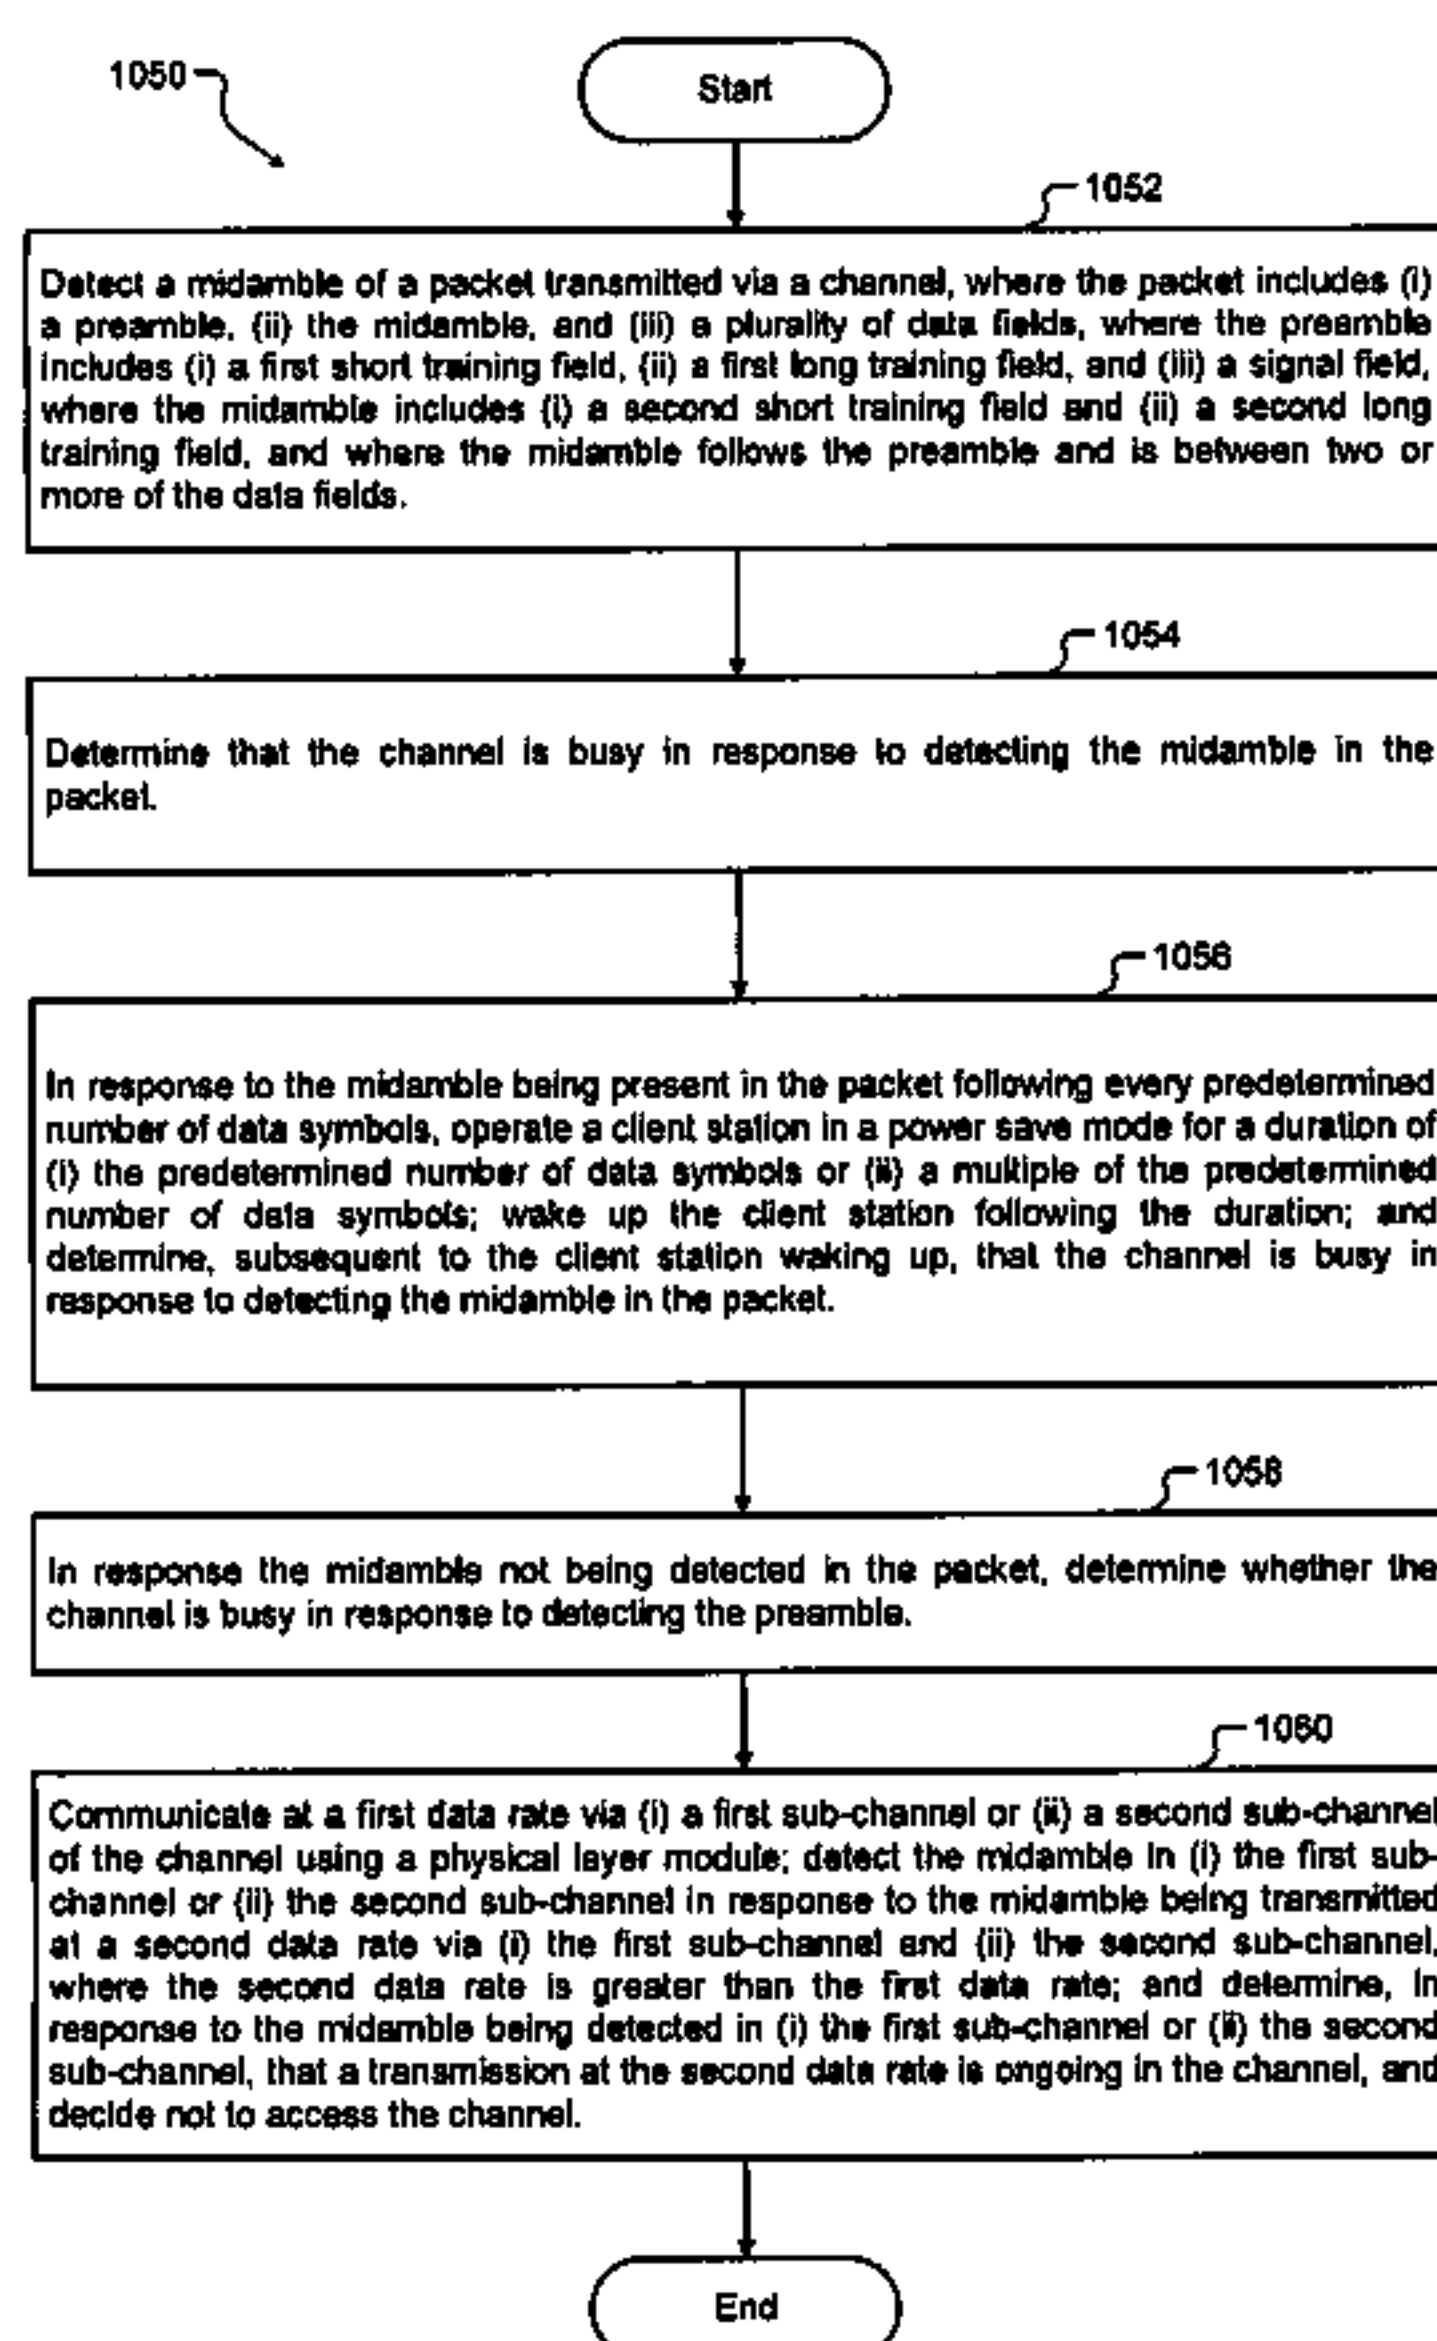 1050
Start
1052
Detect a midamble of a packet transmitted via a channel, where the packet includes (i)
a preamble, (ii) the midamble, and (iii) a plurality of data fields, where the preamble
includes (i) a first short training field, (ii) a first long training field, and (iii) a signal field,
where the midamble includes (i) a second short training field and (ii) a second long
training field, and where the midamble follows the preamble and is between two or
more of the data fields.
1054
Determine that the channel is busy in response to detecting the midamble in the
packet.
1056
In response to the midamble being present in the packet following every predetermined
number of data symbols, operate a client station in a power save mode for a duration of
(i) the predetermined number of data symbols or (ii) a multiple of the predetermined
number of data symbols; wake up the client station following the duration; and
determine, subsequent to the client station waking up, that the channel is busy in
response to detecting the midamble in the packet.
1058
In response the midamble not being detected in the packet, determine whether the
channel is busy in response to detecting the preamble.
1060
Communicate at a first data rate via (i) a first sub-channel or (ii) a second sub-channel
of the channel using a physical layer module; detect the midamble in (i) the first sub-
channel or (ii) the second sub-channel in response to the midamble being transmitted
at a second data rate via (i) the first sub-channel and (ii) the second sub-channel,
where the second data rate is greater than the first data rate; and determine, in
response to the midamble being detected in (i) the first sub-channel or (ii) the second
sub-channel, that a transmission at the second data rate is ongoing in the channel, and
decide not to access the channel.
End